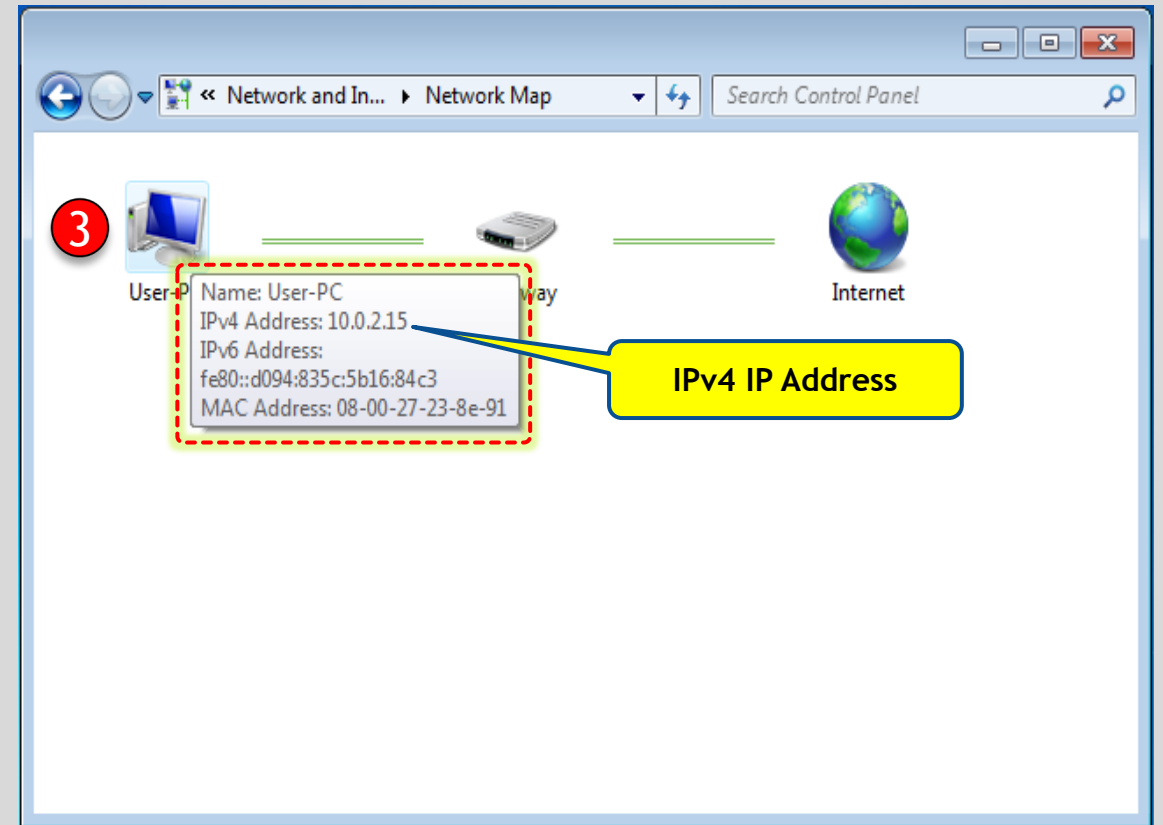 « Network and In... Network Map
Search Control Panel
3
User-P
way
Internet
Name: User-PC
IPv4 Address: 10.0.2.15
IPv6 Address:
fe80::d094:835c:5b16:84c3
MAC Address: 08-00-27-23-8e-91
IPv4 IP Address